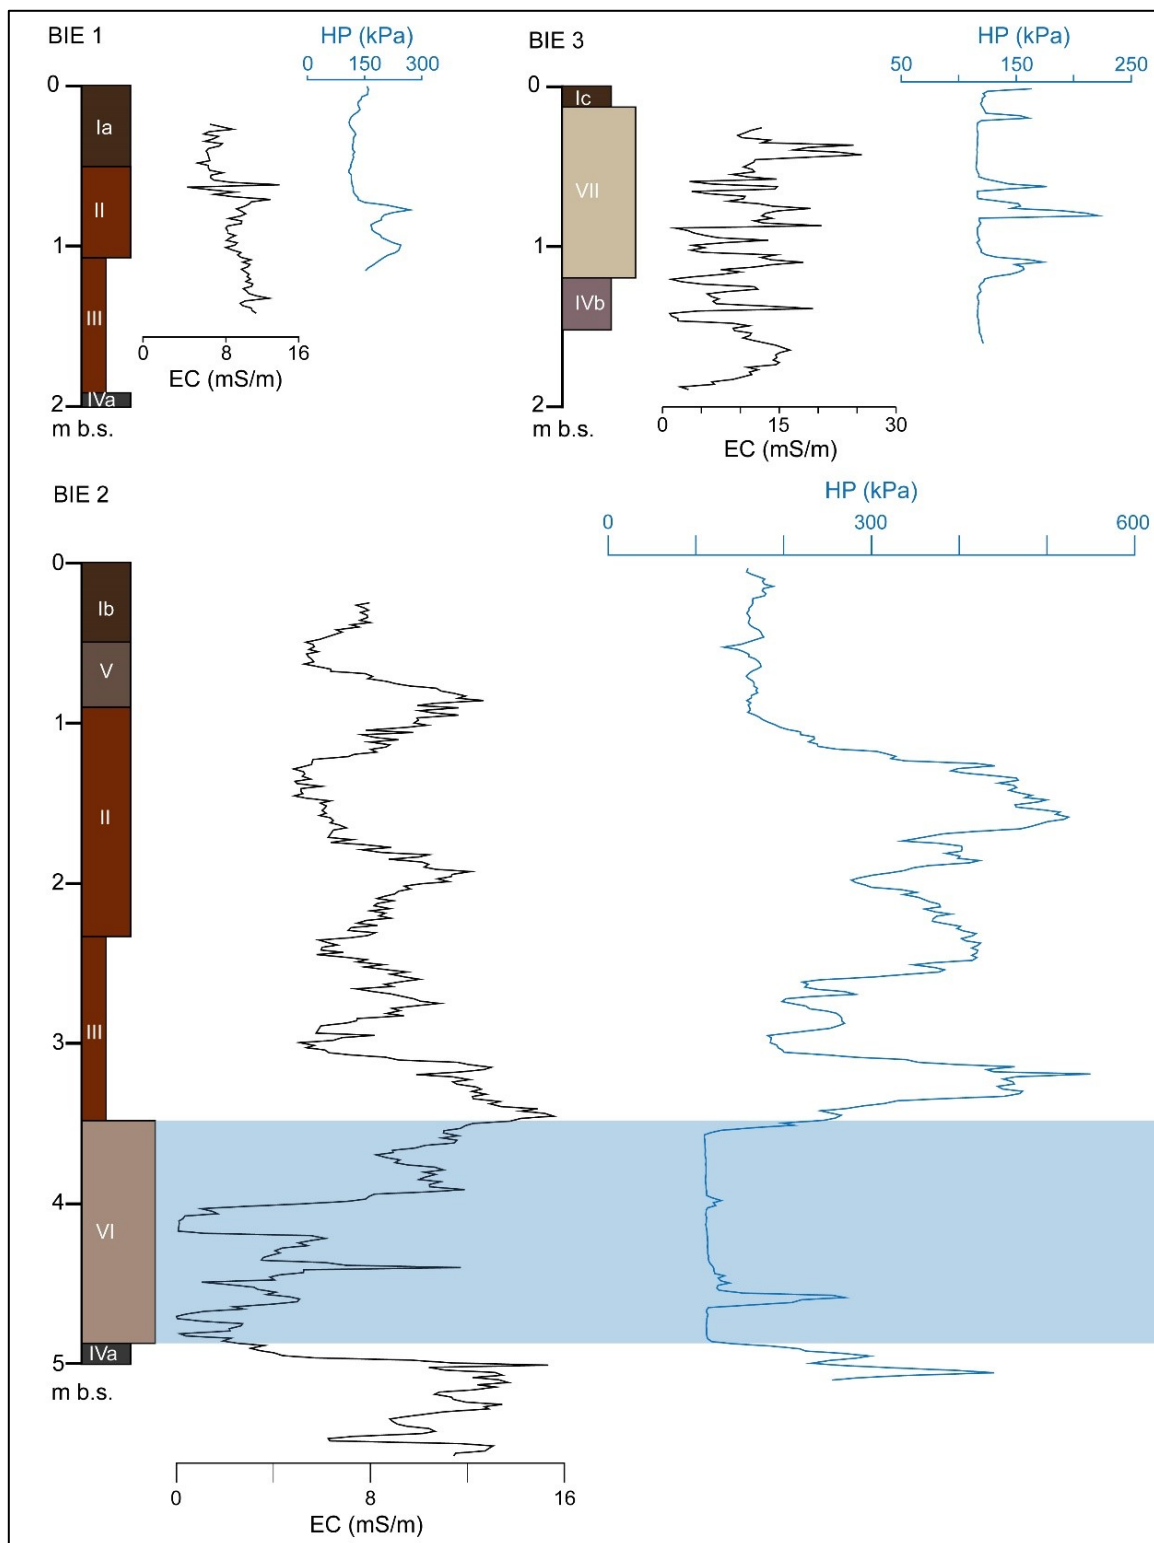 BIE 1
HP (kPa)
0 150 300
0
Ia
II
1
III
IVa
2
m b.s.
0 8 16
EC (mS/m)
BIE 3
HP (kPa)
50 150 250
0
Ic
VII
1
IVb
2
m b.s.
0 15 30
EC (mS/m)
BIE 2
HP (kPa)
0 300 600
0
Ib
V
1
II
2
III
3
4
VI
IVa
5
m b.s.
0 8 16
EC (mS/m)